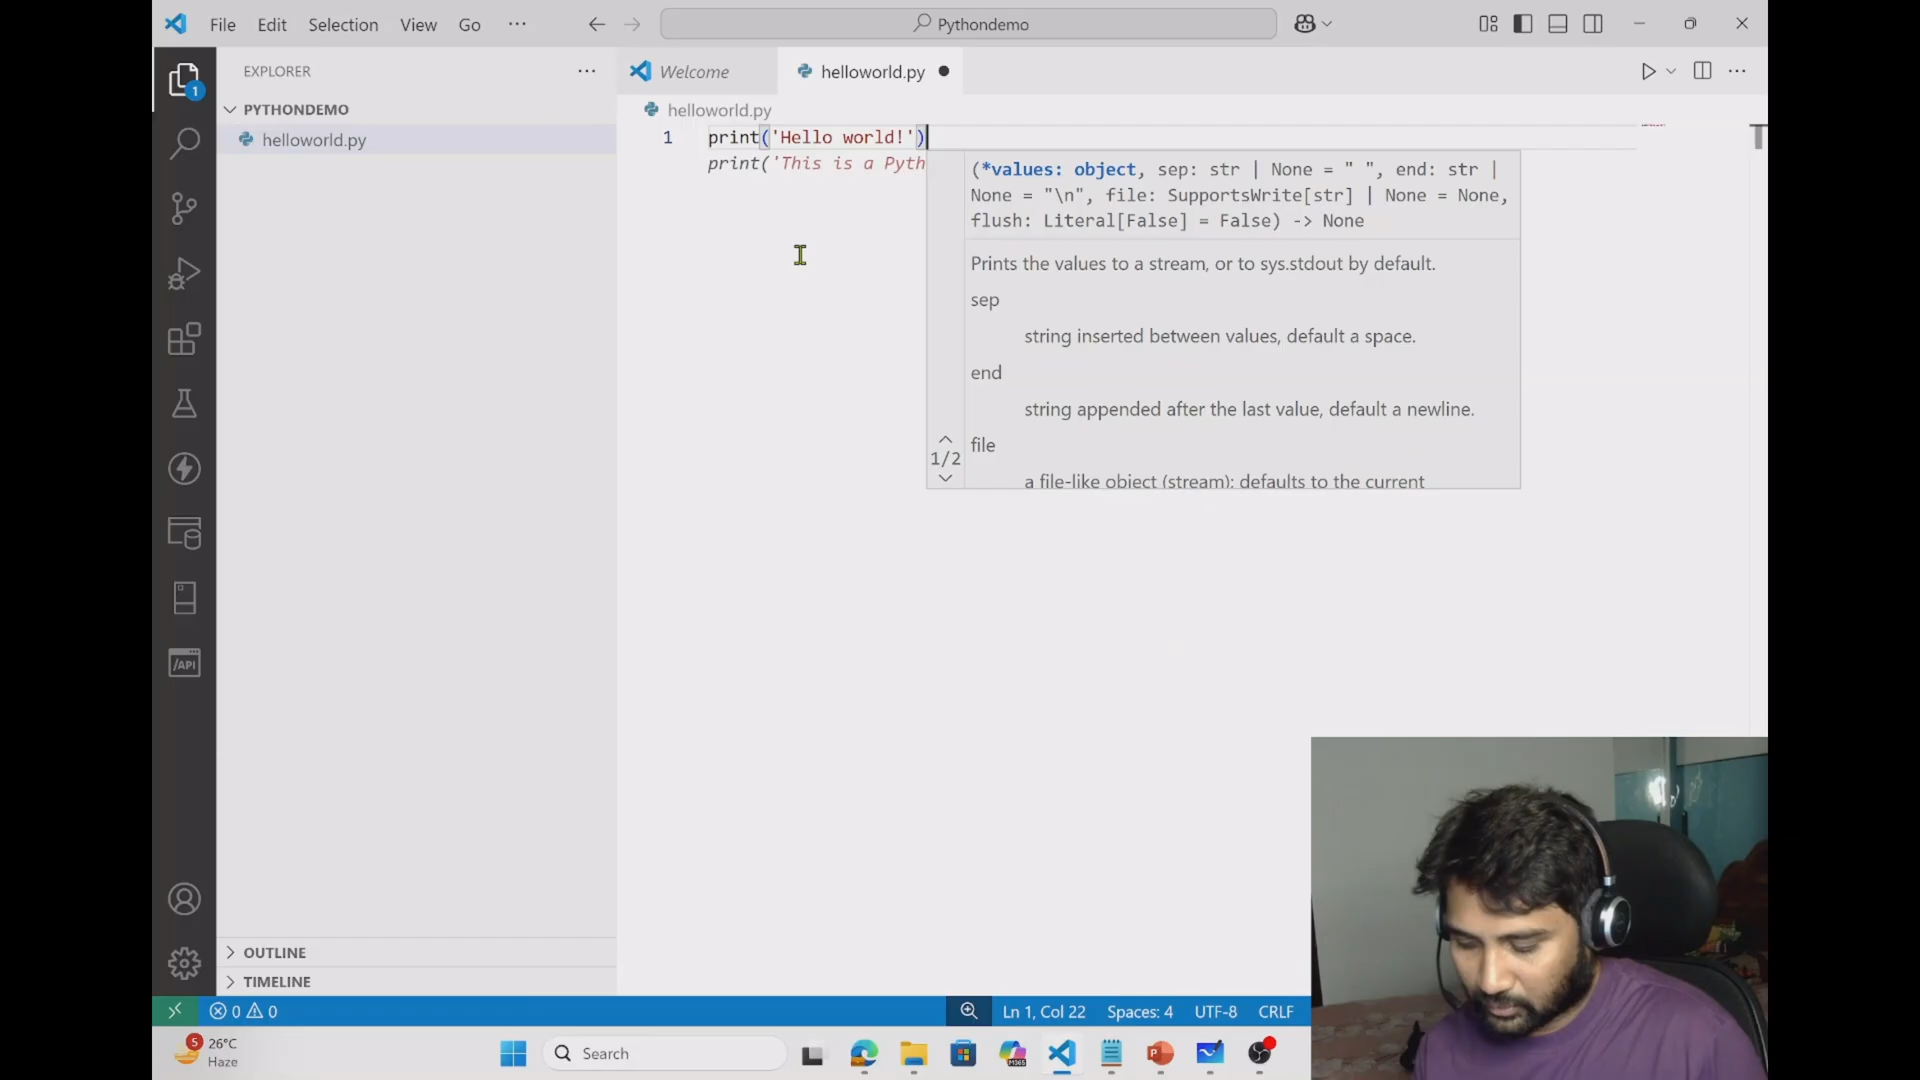 File Edit Selection View Go ··· Pythondemo
EXPLORER
Welcome
helloworld.py
PYTHONDEMO
helloworld.py
helloworld.py
1 print('Hello world!')
print('This is a Pyth
(*values: object, sep: str | None = " ", end: str |
None = "\n", file: SupportsWrite[str] | None = None,
flush: Literal[False] = False) -> None
Prints the values to a stream, or to sys.stdout by default.
sep
string inserted between values, default a space.
end
string appended after the last value, default a newline.
file
1/2
a file-like object (stream); defaults to the current
1
/API
OUTLINE
TIMELINE
0 0 Ln 1, Col 22 Spaces: 4 UTF-8 CRLF
5
26°C
Haze
Search
M365